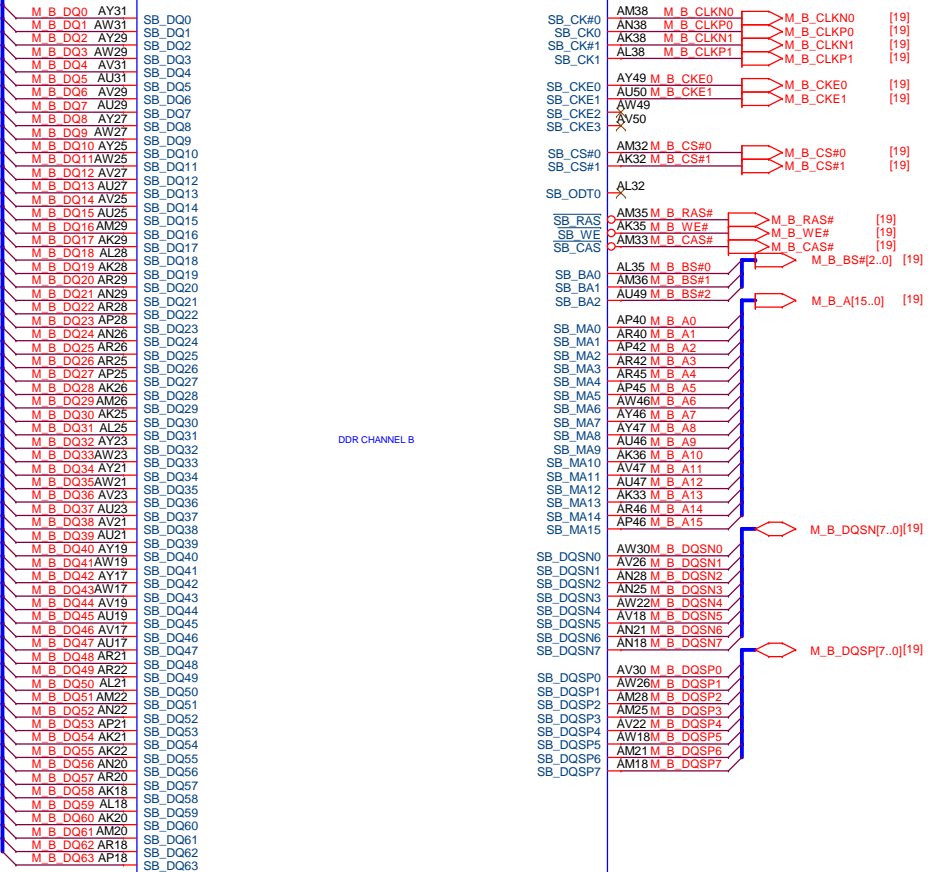 M_B_DQ0 AY31 SB_DQ0
M_B_DQ1 AW31 SB_DQ1
M_B_DQ2 AY29 SB_DQ2
M_B_DQ3 AW29 SB_DQ3
M_B_DQ4 AV31 SB_DQ4
M_B_DQ5 AU31 SB_DQ5
M_B_DQ6 AV29 SB_DQ6
M_B_DQ7 AU29 SB_DQ7
M_B_DQ8 AY27 SB_DQ8
M_B_DQ9 AW27 SB_DQ9
M_B_DQ10 AY25 SB_DQ10
M_B_DQ11 AW25 SB_DQ11
M_B_DQ12 AV27 SB_DQ12
M_B_DQ13 AU27 SB_DQ13
M_B_DQ14 AV25 SB_DQ14
M_B_DQ15 AU25 SB_DQ15
M_B_DQ16 AM29 SB_DQ16
M_B_DQ17 AK29 SB_DQ17
M_B_DQ18 AL28 SB_DQ18
M_B_DQ19 AK28 SB_DQ19
M_B_DQ20 AR29 SB_DQ20
M_B_DQ21 AN29 SB_DQ21
M_B_DQ22 AR28 SB_DQ22
M_B_DQ23 AP28 SB_DQ23
M_B_DQ24 AN26 SB_DQ24
M_B_DQ25 AR26 SB_DQ25
M_B_DQ26 AR25 SB_DQ26
M_B_DQ27 AP25 SB_DQ27
M_B_DQ28 AK26 SB_DQ28
M_B_DQ29 AM26 SB_DQ29
M_B_DQ30 AK25 SB_DQ30
M_B_DQ31 AL25 SB_DQ31
M_B_DQ32 AY23 SB_DQ32
M_B_DQ33 AW23 SB_DQ33
M_B_DQ34 AY21 SB_DQ34
M_B_DQ35 AW21 SB_DQ35
M_B_DQ36 AV23 SB_DQ36
M_B_DQ37 AU23 SB_DQ37
M_B_DQ38 AV21 SB_DQ38
M_B_DQ39 AU21 SB_DQ39
M_B_DQ40 AY19 SB_DQ40
M_B_DQ41 AW19 SB_DQ41
M_B_DQ42 AY17 SB_DQ42
M_B_DQ43 AW17 SB_DQ43
M_B_DQ44 AV19 SB_DQ44
M_B_DQ45 AU19 SB_DQ45
M_B_DQ46 AV17 SB_DQ46
M_B_DQ47 AU17 SB_DQ47
M_B_DQ48 AR21 SB_DQ48
M_B_DQ49 AR22 SB_DQ49
M_B_DQ50 AL21 SB_DQ50
M_B_DQ51 AM22 SB_DQ51
M_B_DQ52 AN22 SB_DQ52
M_B_DQ53 AP21 SB_DQ53
M_B_DQ54 AK21 SB_DQ54
M_B_DQ55 AK22 SB_DQ55
M_B_DQ56 AN20 SB_DQ56
M_B_DQ57 AR20 SB_DQ57
M_B_DQ58 AK18 SB_DQ58
M_B_DQ59 AL18 SB_DQ59
M_B_DQ60 AK20 SB_DQ60
M_B_DQ61 AM20 SB_DQ61
M_B_DQ62 AR18 SB_DQ62
M_B_DQ63 AP18 SB_DQ63
DDR CHANNEL B
SB_CK#0 AM38 M_B_CLKN0 M_B_CLKN0 [19]
SB_CK0 AN38 M_B_CLKP0 M_B_CLKP0 [19]
SB_CK#1 AK38 M_B_CLKN1 M_B_CLKN1 [19]
SB_CK1 AL38 M_B_CLKP1 M_B_CLKP1 [19]
SB_CKE0 AY49 M_B_CKE0 M_B_CKE0 [19]
SB_CKE1 AU50 M_B_CKE1 M_B_CKE1 [19]
SB_CKE2 AW49
SB_CKE3 AV50
SB_CS#0 AM32 M_B_CS#0 M_B_CS#0 [19]
SB_CS#1 AK32 M_B_CS#1 M_B_CS#1 [19]
SB_ODT0 AL32
SB_RAS AM35 M_B_RAS# M_B_RAS# [19]
SB_WE AK35 M_B_WE# M_B_WE# [19]
SB_CAS AM33 M_B_CAS# M_B_CAS# [19]
M_B_BS#[2..0] [19]
SB_BA0 AL35 M_B_BS#0
SB_BA1 AM36 M_B_BS#1
SB_BA2 AU49 M_B_BS#2
M_B_A[15..0] [19]
SB_MA0 AP40 M_B_A0
SB_MA1 AR40 M_B_A1
SB_MA2 AP42 M_B_A2
SB_MA3 AR42 M_B_A3
SB_MA4 AR45 M_B_A4
SB_MA5 AP45 M_B_A5
SB_MA6 AW46 M_B_A6
SB_MA7 AY46 M_B_A7
SB_MA8 AY47 M_B_A8
SB_MA9 AU46 M_B_A9
SB_MA10 AK36 M_B_A10
SB_MA11 AV47 M_B_A11
SB_MA12 AU47 M_B_A12
SB_MA13 AK33 M_B_A13
SB_MA14 AR46 M_B_A14
SB_MA15 AP46 M_B_A15
M_B_DQSN[7..0] [19]
SB_DQSN0 AW30 M_B_DQSN0
SB_DQSN1 AV26 M_B_DQSN1
SB_DQSN2 AN28 M_B_DQSN2
SB_DQSN3 AN25 M_B_DQSN3
SB_DQSN4 AW22 M_B_DQSN4
SB_DQSN5 AV18 M_B_DQSN5
SB_DQSN6 AN21 M_B_DQSN6
SB_DQSN7 AN18 M_B_DQSN7
M_B_DQSP[7..0] [19]
SB_DQSP0 AV30 M_B_DQSP0
SB_DQSP1 AW26 M_B_DQSP1
SB_DQSP2 AM28 M_B_DQSP2
SB_DQSP3 AM25 M_B_DQSP3
SB_DQSP4 AV22 M_B_DQSP4
SB_DQSP5 AW18 M_B_DQSP5
SB_DQSP6 AM21 M_B_DQSP6
SB_DQSP7 AM18 M_B_DQSP7